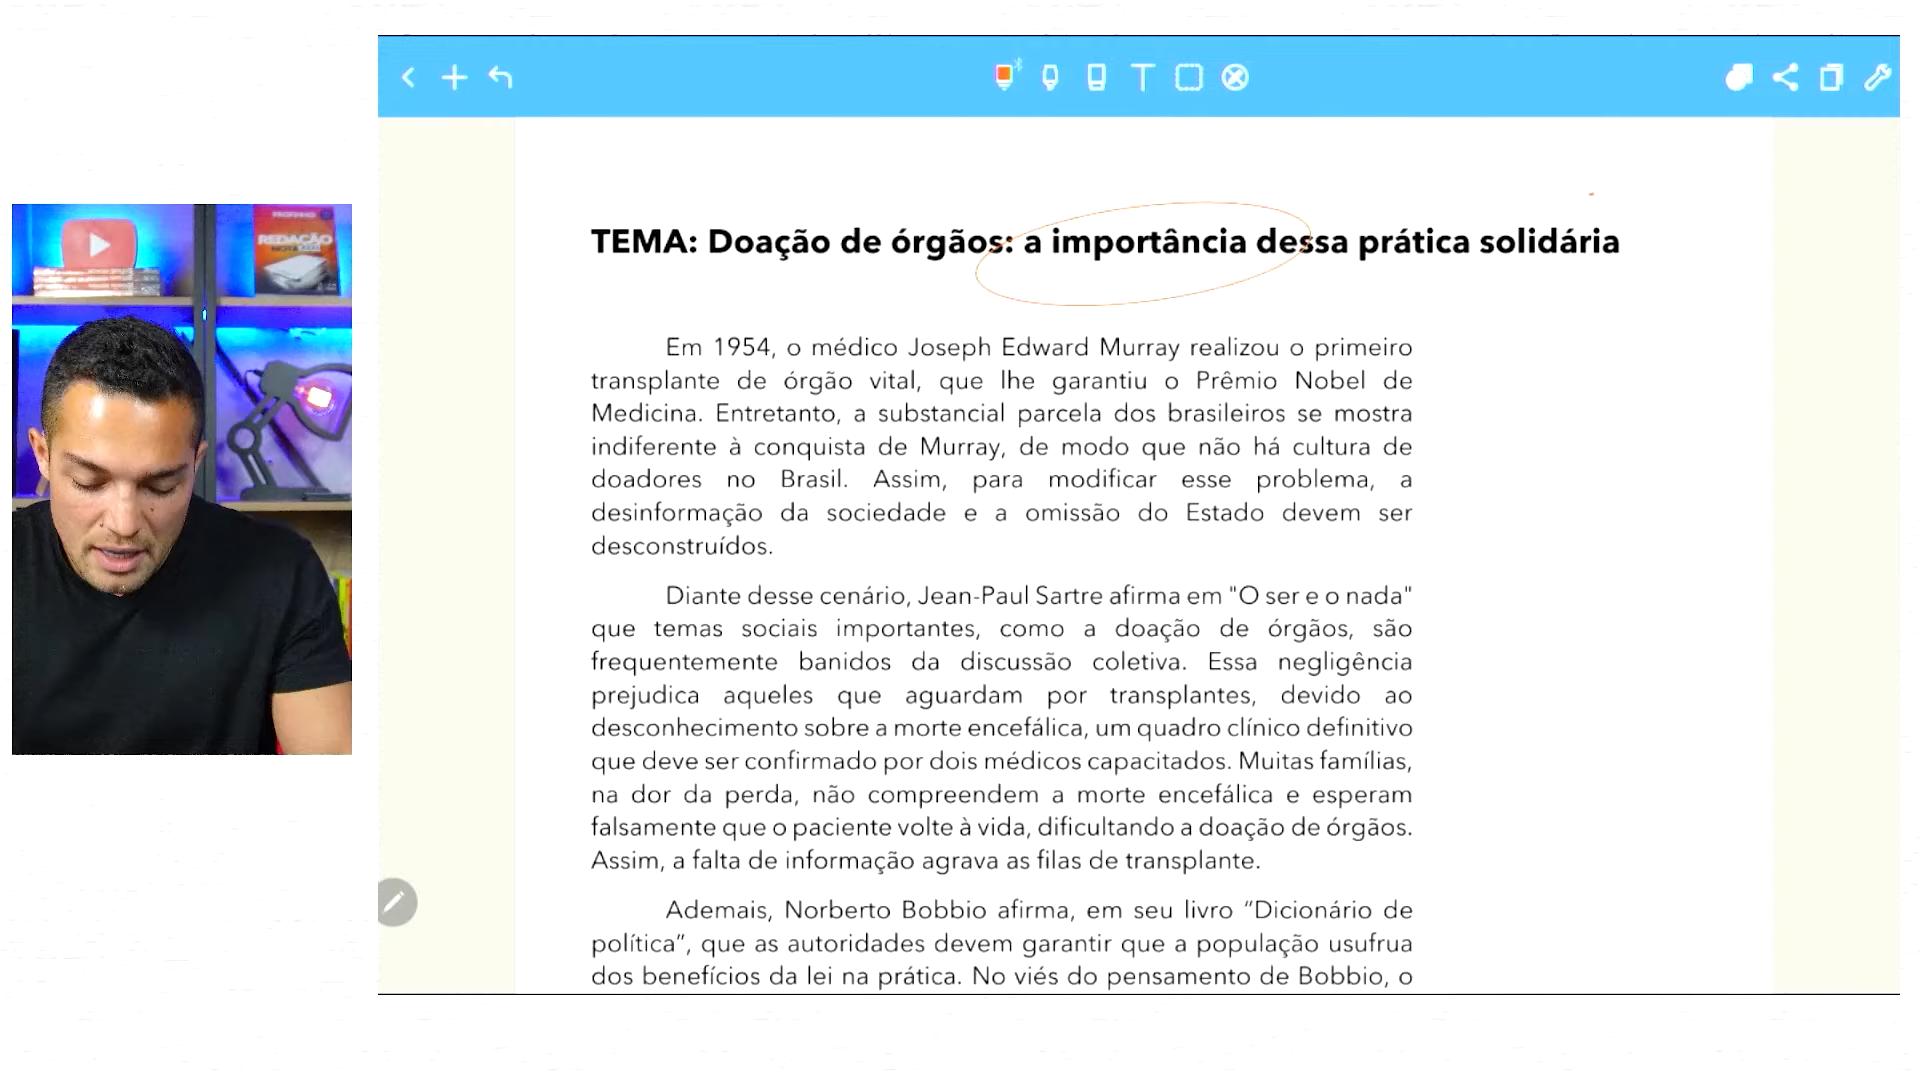 REDAÇÃO
TEMA: Doação de órgãos: a importância dessa prática solidária
Em 1954, o médico Joseph Edward Murray realizou o primeiro
transplante de órgão vital, que lhe garantiu o Prêmio Nobel de
Medicina. Entretanto, a substancial parcela dos brasileiros se mostra
indiferente à conquista de Murray, de modo que não há cultura de
doadores no Brasil. Assim, para modificar esse problema, a
desinformação da sociedade e a omissão do Estado devem ser
desconstruídos.
Diante desse cenário, Jean-Paul Sartre afirma em "O ser e o nada"
que temas sociais importantes, como a doação de órgãos, são
frequentemente banidos da discussão coletiva. Essa negligência
prejudica aqueles que aguardam por transplantes, devido ao
desconhecimento sobre a morte encefálica, um quadro clínico definitivo
que deve ser confirmado por dois médicos capacitados. Muitas famílias,
na dor da perda, não compreendem a morte encefálica e esperam
falsamente que o paciente volte à vida, dificultando a doação de órgãos.
Assim, a falta de informação agrava as filas de transplante.
Ademais, Norberto Bobbio afirma, em seu livro “Dicionário de
política”, que as autoridades devem garantir que a população usufrua
dos benefícios da lei na prática. No viés do pensamento de Bobbio, o